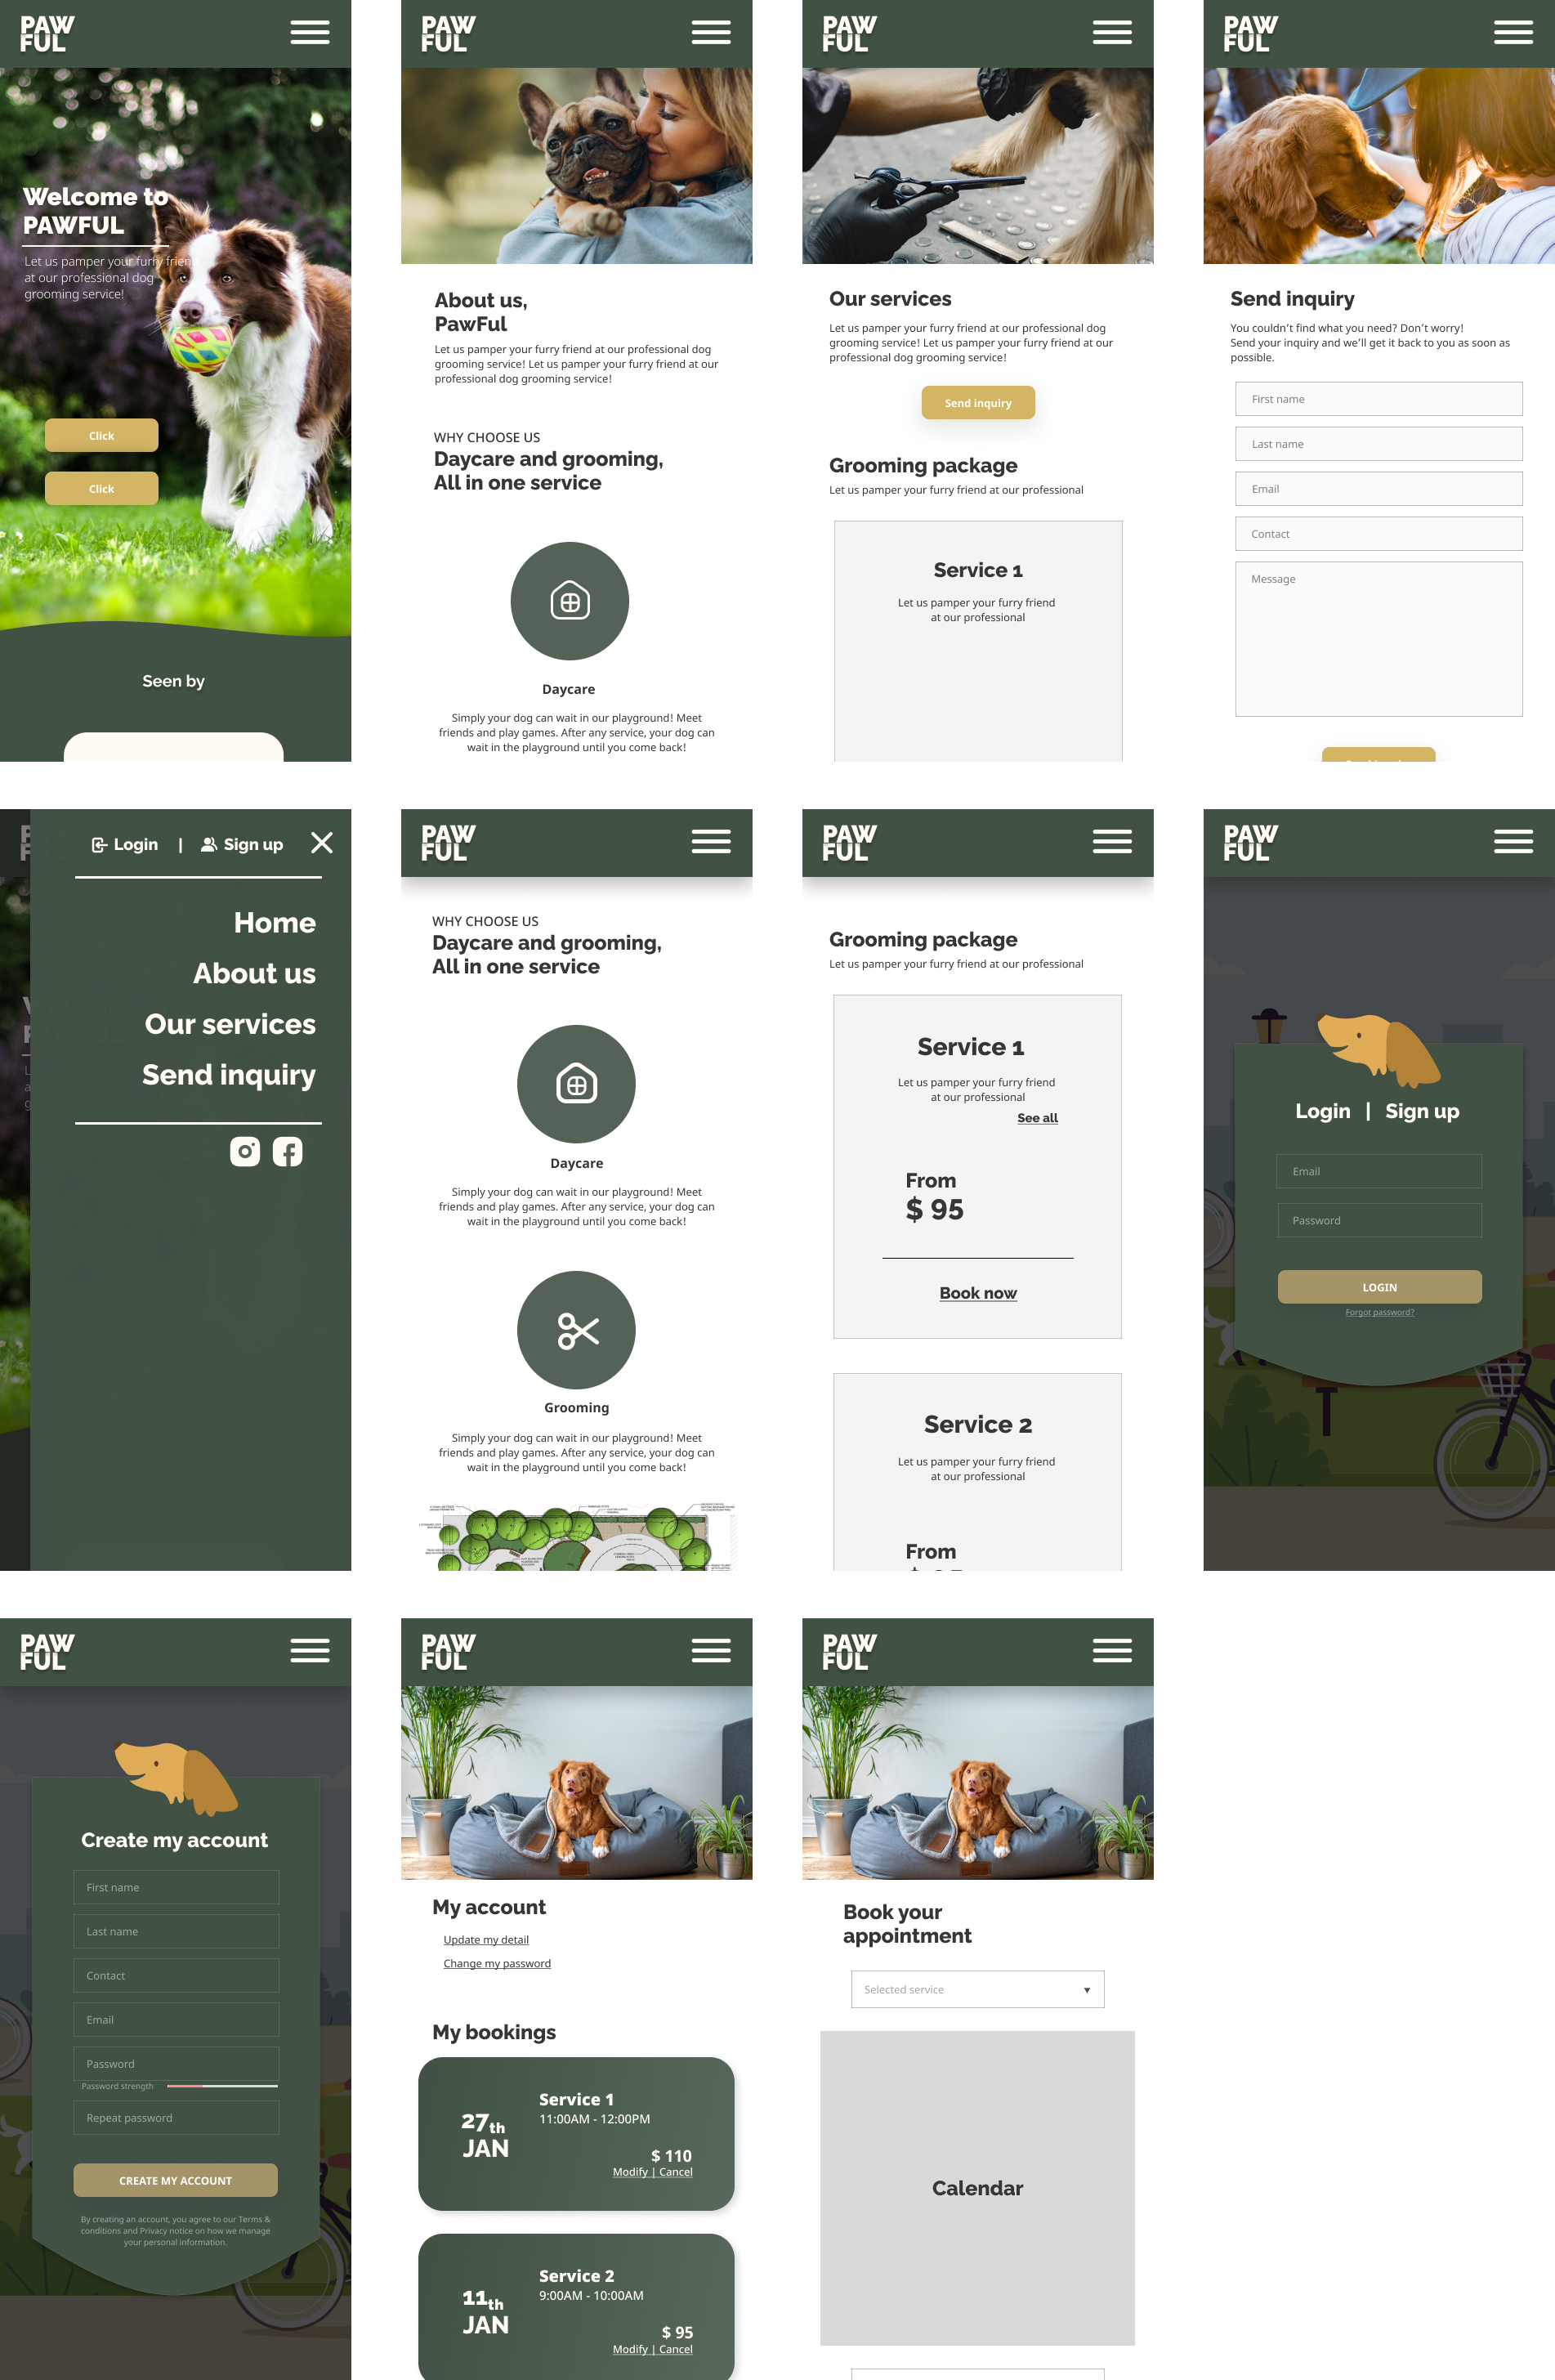 PAW
FUL
Welcome to
PAWFUL
Let us pamper your furry friend
at our professional dog
grooming service!
Click
Click
Seen by
PAW
FUL
About us,
PawFul
Let us pamper your furry friend at our professional dog
grooming service! Let us pamper your furry friend at our
professional dog grooming service!
WHY CHOOSE US
Daycare and grooming,
All in one service
Daycare
Simply your dog can wait in our playground! Meet
friends and play games. After any service, your dog can
wait in the playground until you come back!
PAW
FUL
Our services
Let us pamper your furry friend at our professional dog
grooming service! Let us pamper your furry friend at our
professional dog grooming service!
Send inquiry
Grooming package
Let us pamper your furry friend at our professional
Service 1
Let us pamper your furry friend
at our professional
PAW
FUL
Send inquiry
You couldn't find what you need? Don't worry!
Send your inquiry and we'll get it back to you as soon as
possible.
First name
Last name
Email
Contact
Message
Login | Sign up
Home
About us
Our services
Send inquiry
PAW
FUL
WHY CHOOSE US
Daycare and grooming,
All in one service
Daycare
Simply your dog can wait in our playground! Meet
friends and play games. After any service, your dog can
wait in the playground until you come back!
Grooming
Simply your dog can wait in our playground! Meet
friends and play games. After any service, your dog can
wait in the playground until you come back!
PAW
FUL
Grooming package
Let us pamper your furry friend at our professional
Service 1
Let us pamper your furry friend
at our professional
See all
From
$ 95
Book now
Service 2
Let us pamper your furry friend
at our professional
From
PAW
FUL
Login | Sign up
Email
Password
LOGIN
Forgot password?
PAW
FUL
Create my account
First name
Last name
Contact
Email
Password
Password strength
Repeat password
CREATE MY ACCOUNT
By creating an account, you agree to our Terms &
conditions and Privacy notice on how we manage
your personal information.
PAW
FUL
My account
Update my detail
Change my password
My bookings
27th
JAN
Service 1
11:00AM - 12:00PM
$ 110
Modify | Cancel
11th
JAN
Service 2
9:00AM - 10:00AM
$ 95
Modify | Cancel
PAW
FUL
Book your
appointment
Selected service
Calendar